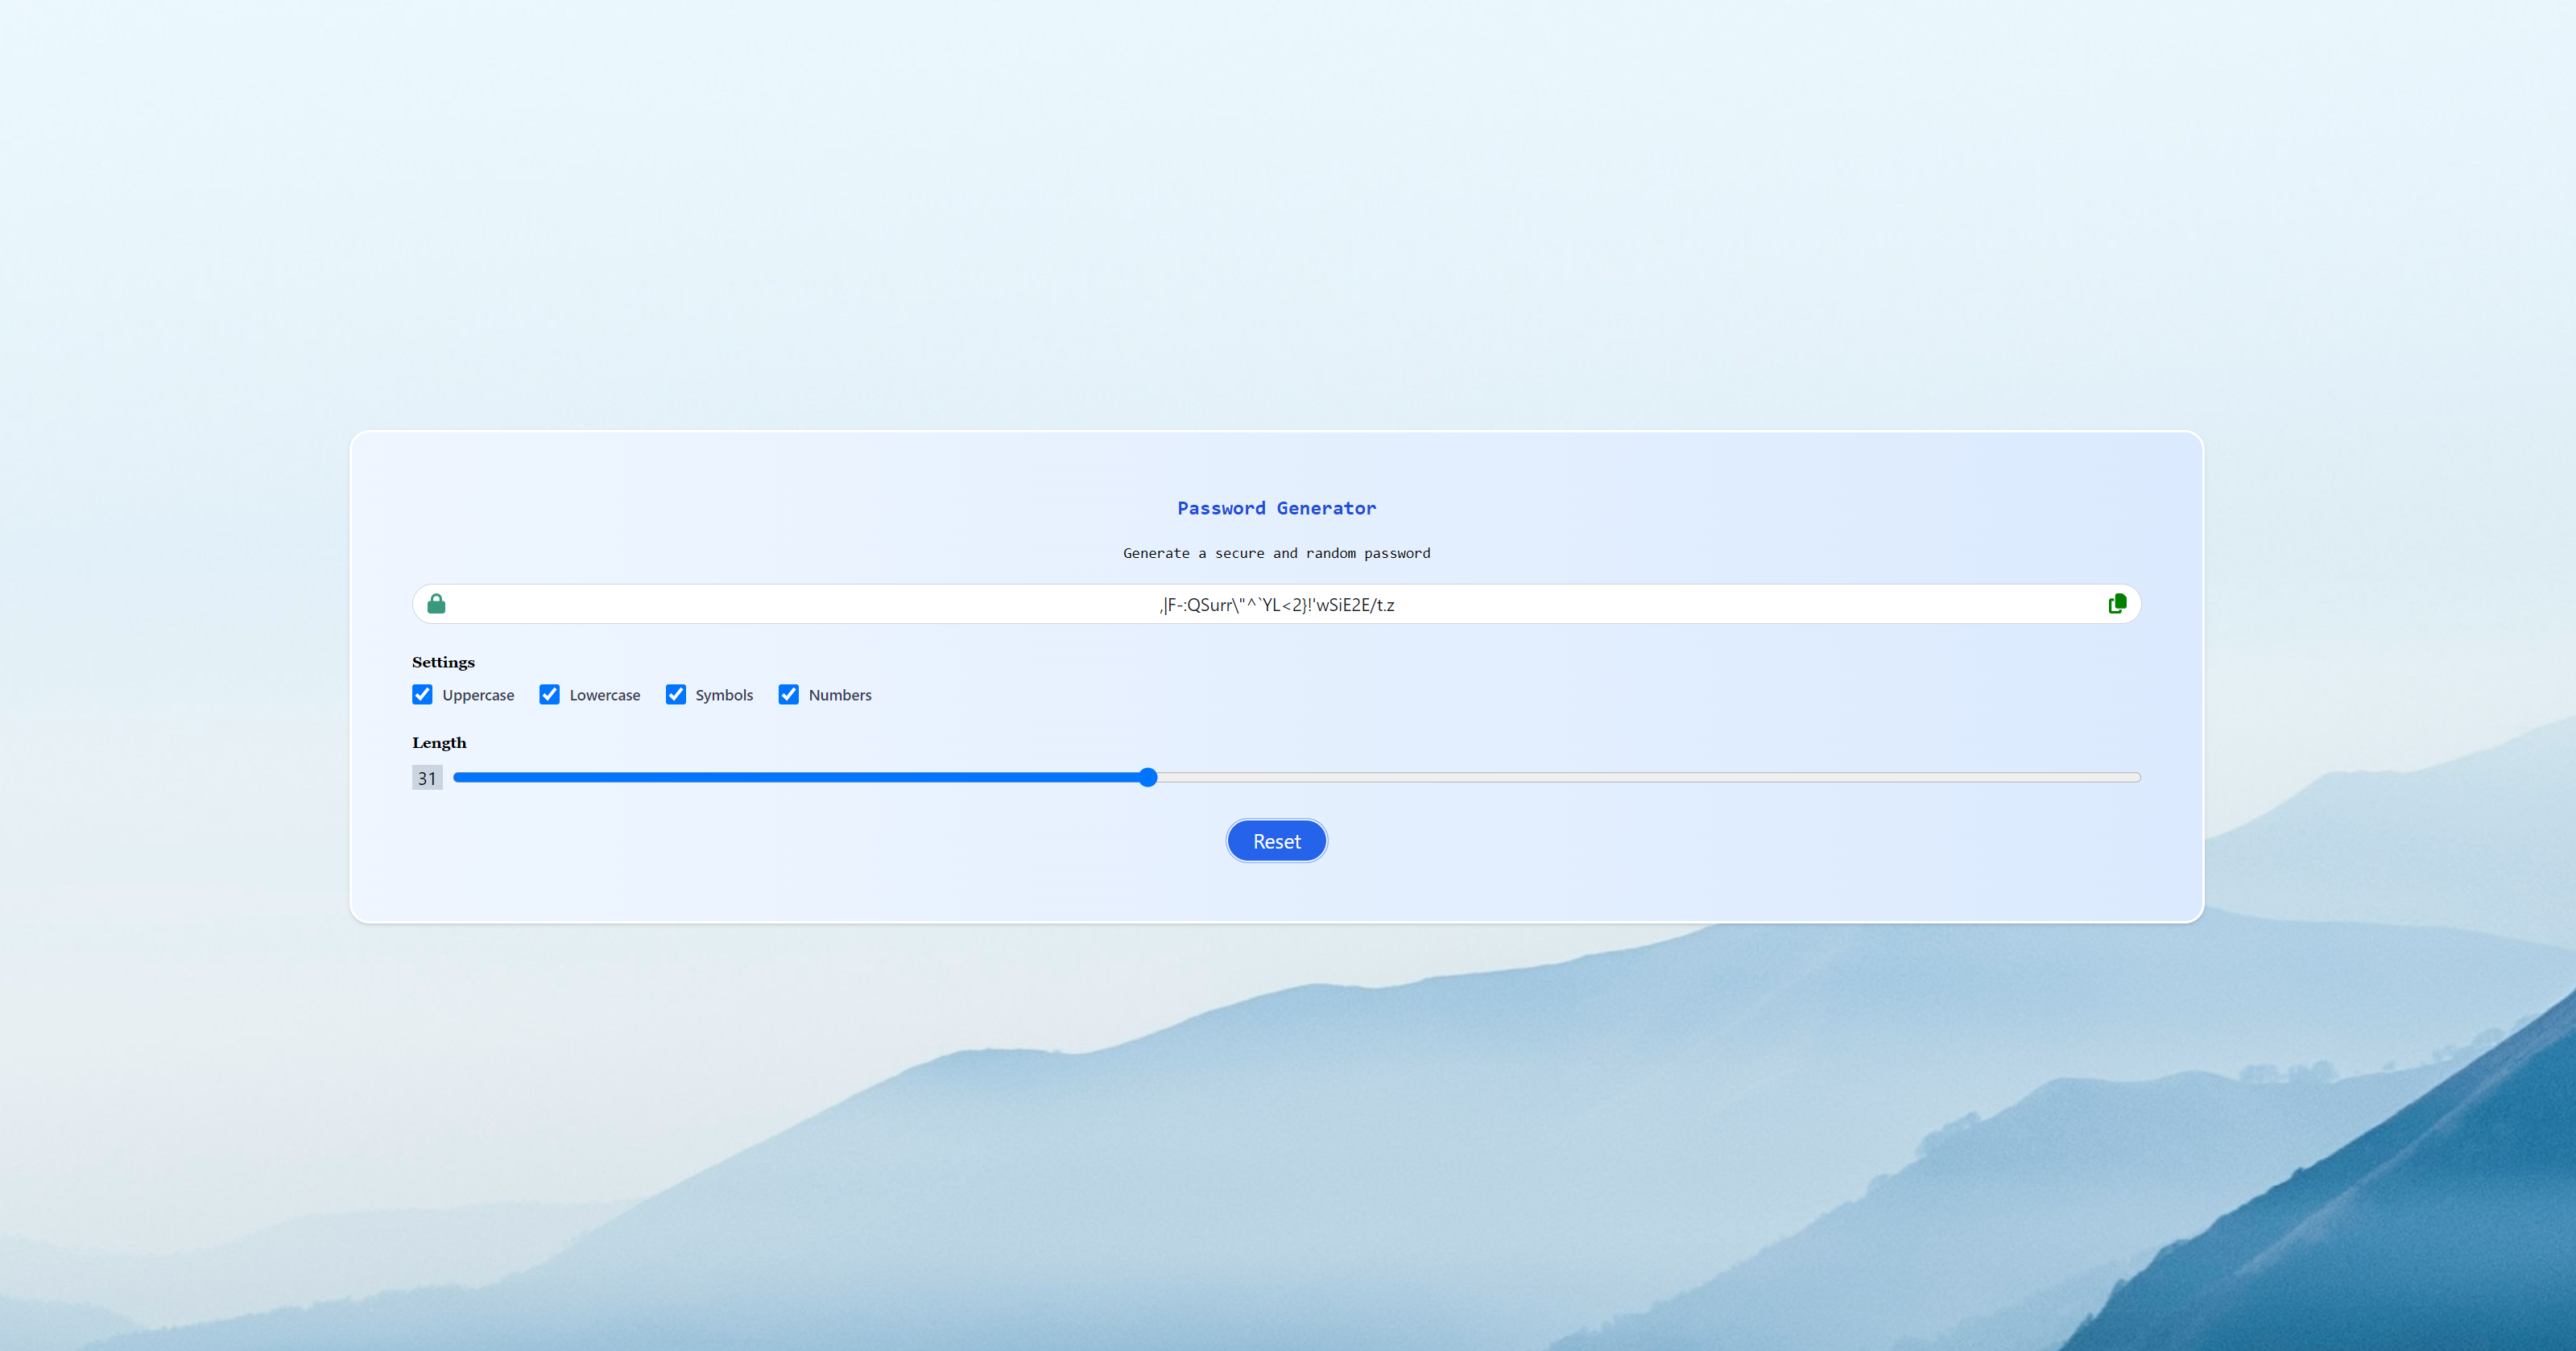 Password Generator
Generate a secure and random password
,|F-:QSurr\"^`YL<2}!'wSiE2E/t.z
Settings
Uppercase Lowercase Symbols Numbers
Length
31
Reset